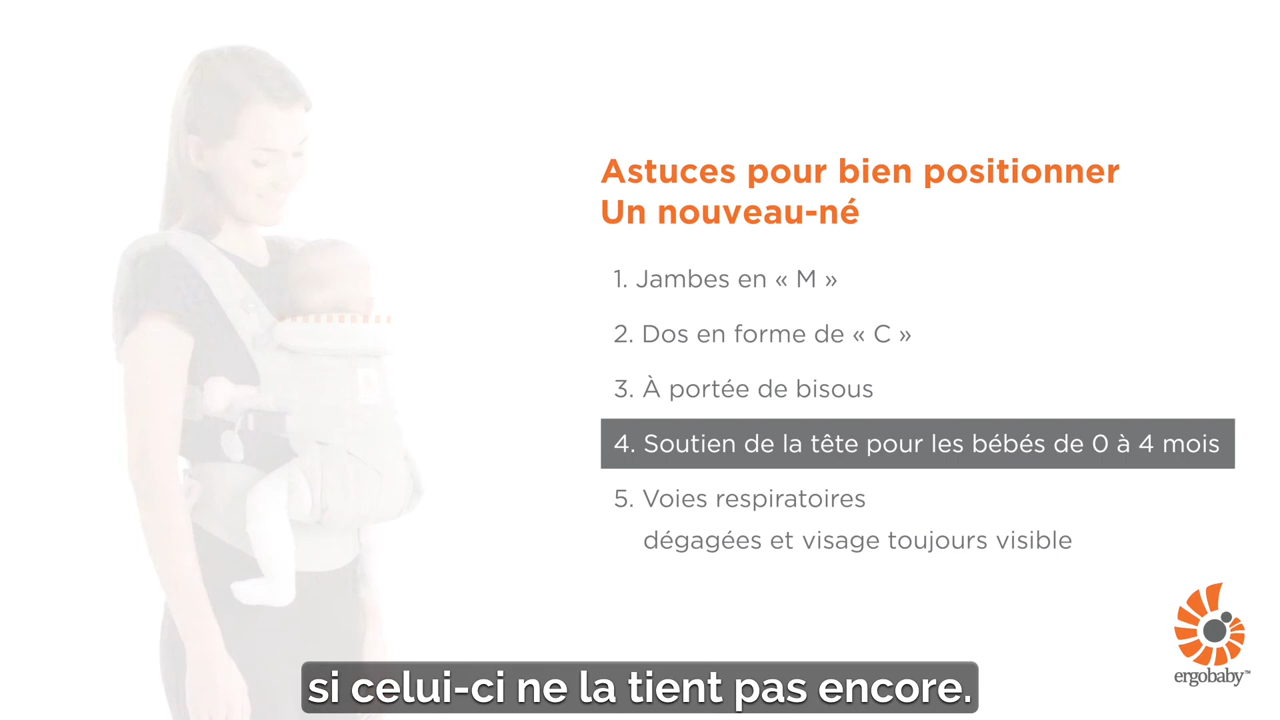 Astuces pour bien positionner
Un nouveau-né
1. Jambes en « M »
2. Dos en forme de « C »
3. À portée de bisous
4. Soutien de la tête pour les bébés de 0 à 4 mois
5. Voies respiratoires
dégagées et visage toujours visible
ergobaby™
si celui-ci ne la tient pas encore.